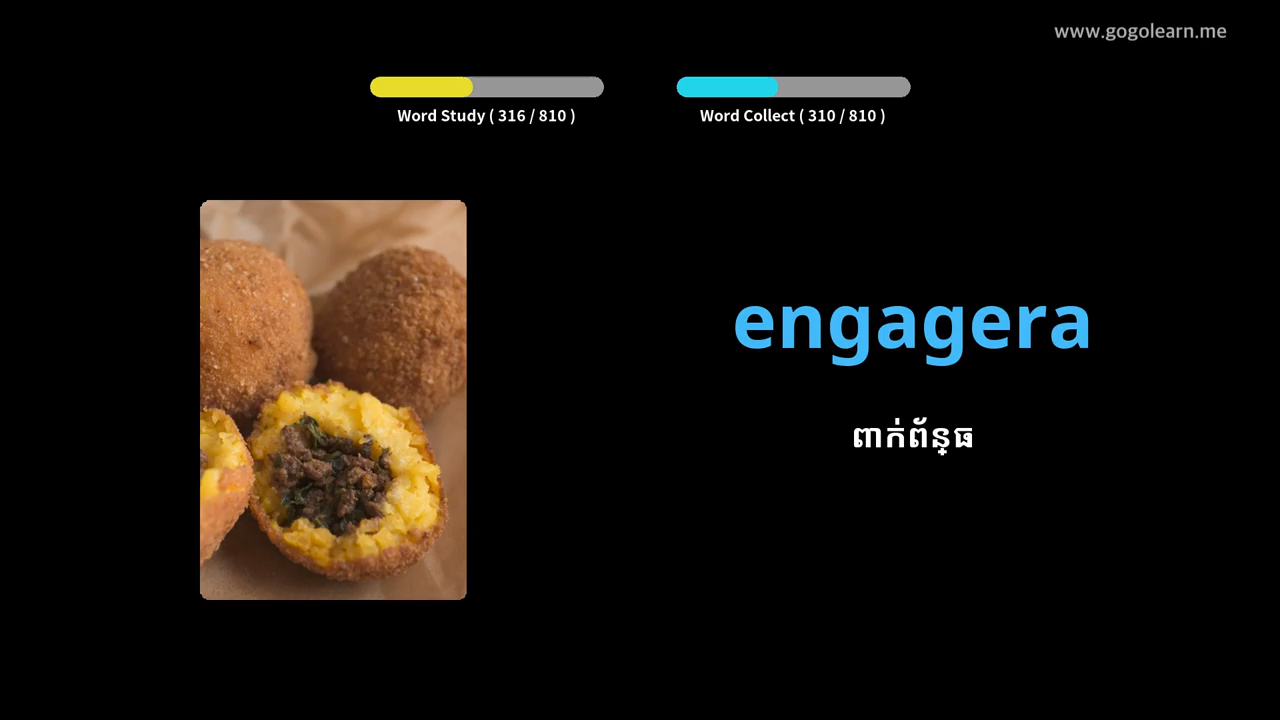 www.gogolearn.me
Word Study ( 316 / 810 )
Word Collect ( 310 / 810 )
engagera
ពាក់ព័ន្ធ